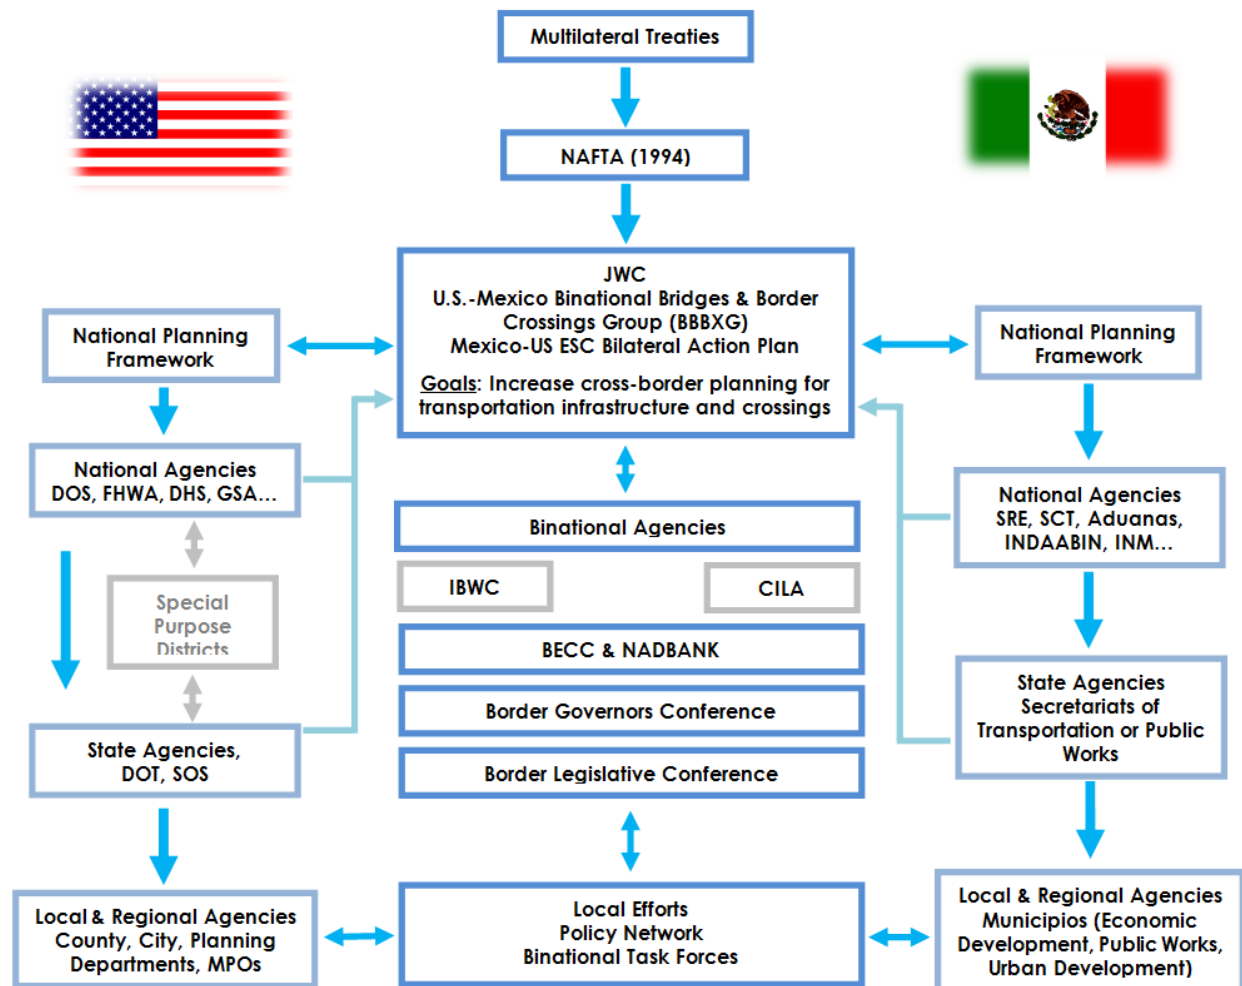 Multilateral Treaties
NAFTA (1994)
JWC
U.S.-Mexico Binational Bridges & Border
Crossings Group (BBBXG)
Mexico-US ESC Bilateral Action Plan
Goals: Increase cross-border planning for
transportation infrastructure and crossings
National Planning
Framework
National Agencies
DOS, FHWA, DHS, GSA...
Special
Purpose
Districts
State Agencies,
DOT, SOS
Local & Regional Agencies
County, City, Planning
Departments, MPOs
Binational Agencies
IBWC
CILA
BECC & NADBANK
Border Governors Conference
Border Legislative Conference
Local Efforts
Policy Network
Binational Task Forces
National Planning
Framework
National Agencies
SRE, SCT, Aduanas,
INDAABIN, INM...
State Agencies
Secretariats of
Transportation or Public
Works
Local & Regional Agencies
Municipios (Economic
Development, Public Works,
Urban Development)